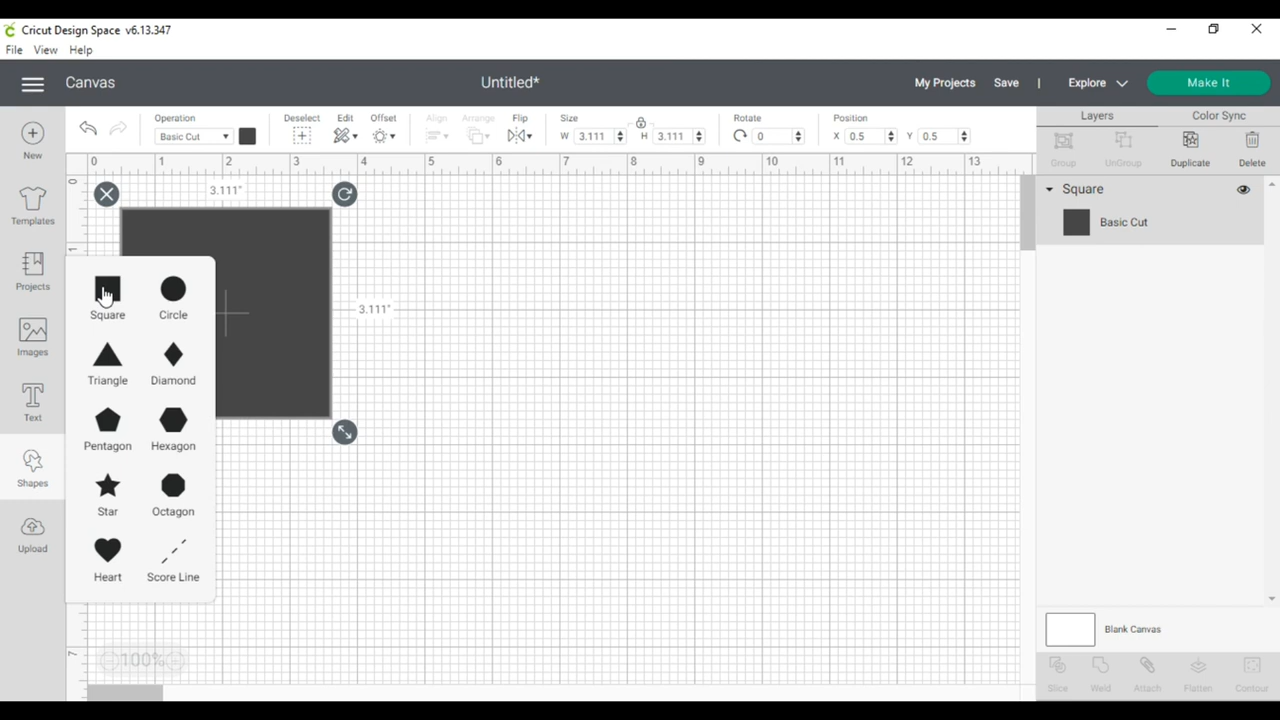 Cricut Design Space v6.13.347
File View Help
Canvas Untitled* My Projects Save | Explore Make It
Operation Deselect Edit Offset Align Arrange Flip Size Rotate Position
Basic Cut W 3.111 H 3.111 0 X 0.5 Y 0.5
Layers Color Sync
Group UnGroup Duplicate Delete
New
Templates
Projects
Images
Text
Shapes
Upload
0 1 2 3 4 5 6 7 8 9 10 11 12 13
0
1
7
3.111"
3.111"
Square Circle
Triangle Diamond
Pentagon Hexagon
Star Octagon
Heart Score Line
100%
Square
Basic Cut
Blank Canvas
Slice Weld Attach Flatten Contour